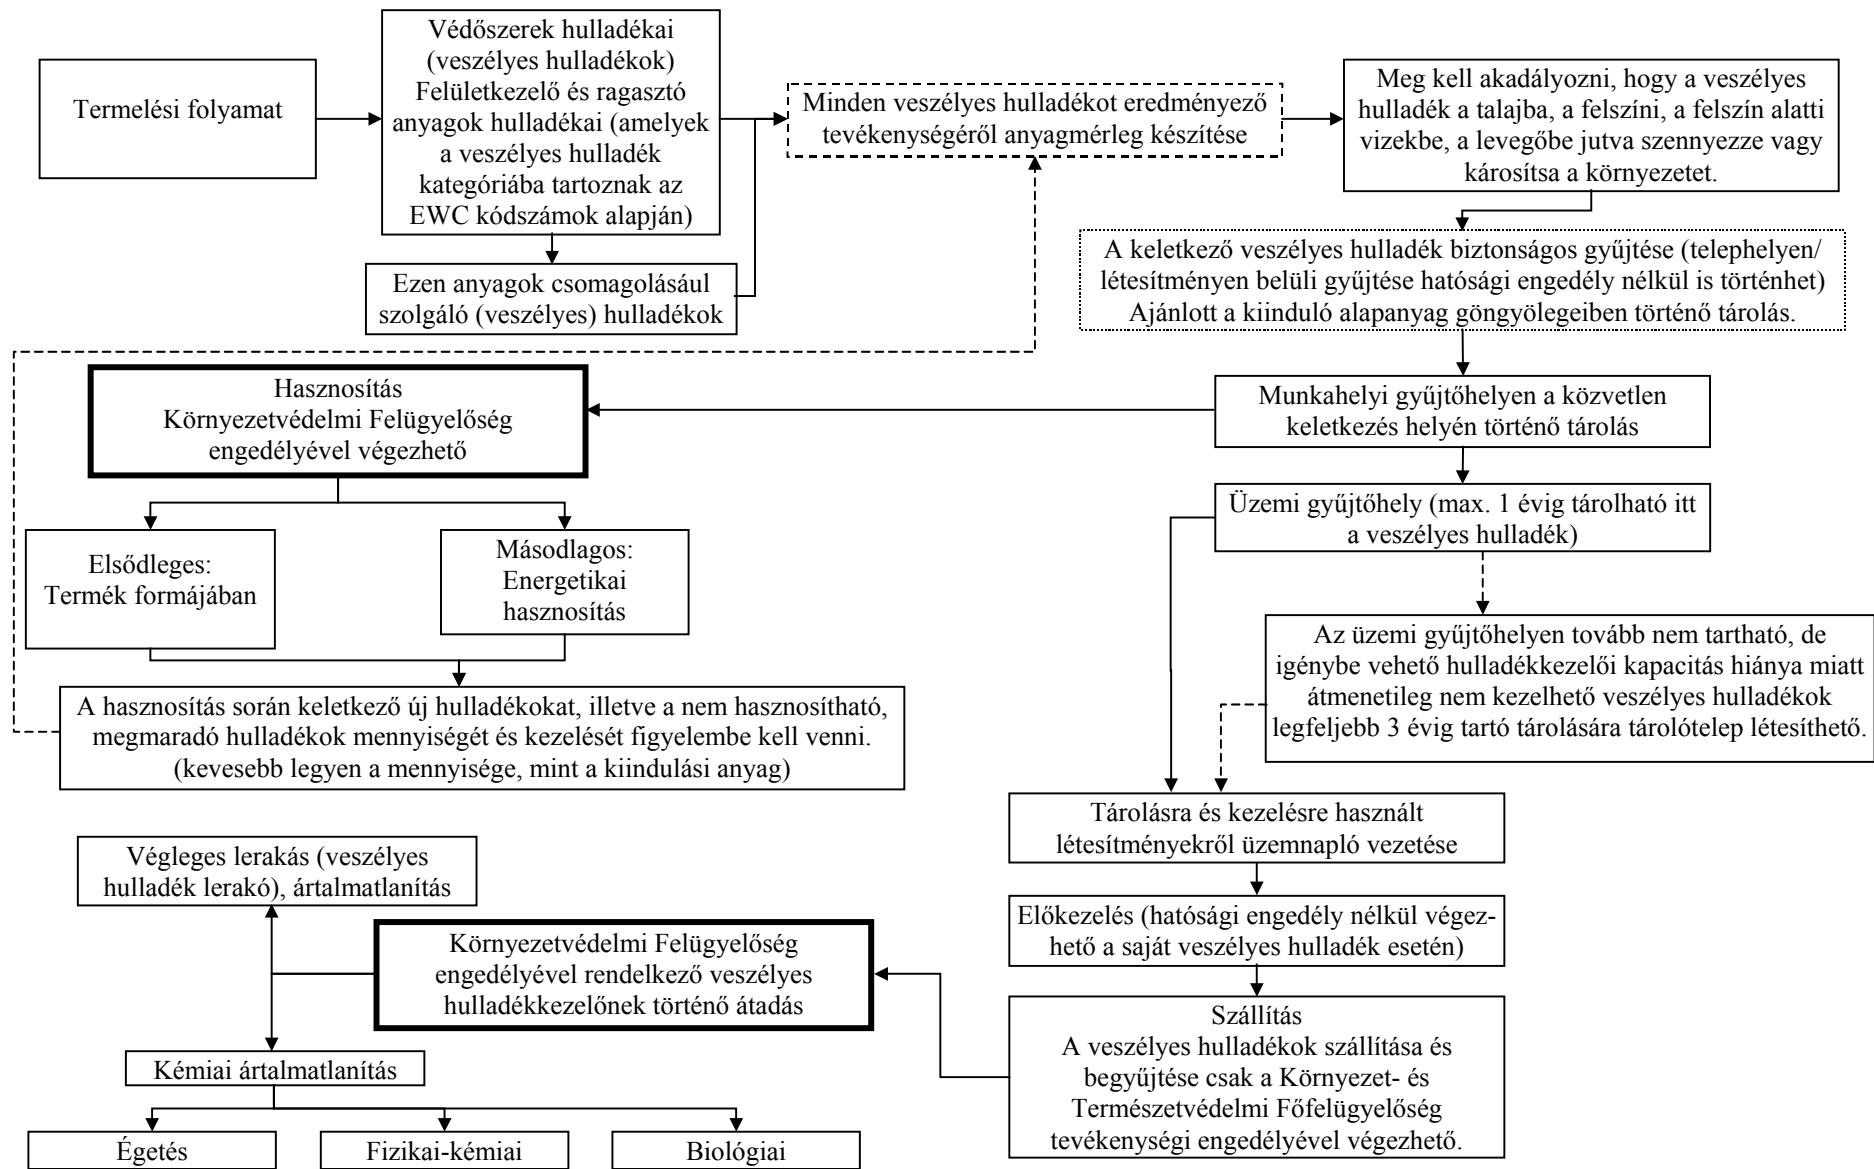 Termelési folyamat
Védőszerek hulladékai
(veszélyes hulladékok)
Felületkezelő és ragasztó
anyagok hulladékai (amelyek
a veszélyes hulladék
kategóriába tartoznak az
EWC kódszámok alapján)
Ezen anyagok csomagolásául
szolgáló (veszélyes) hulladékok
Minden veszélyes hulladékot eredményező
tevékenységéről anyagmérleg készítése
Meg kell akadályozni, hogy a veszélyes
hulladék a talajba, a felszíni, a felszín alatti
vizekbe, a levegőbe jutva szennyezze vagy
károsítsa a környezetet.
A keletkező veszélyes hulladék biztonságos gyűjtése (telephelyen/
létesítményen belüli gyűjtése hatósági engedély nélkül is történhet)
Ajánlott a kiinduló alapanyag göngyölegeiben történő tárolás.
Munkahelyi gyűjtőhelyen a közvetlen
keletkezés helyén történő tárolás
Hasznosítás
Környezetvédelmi Felügyelőség
engedélyével végezhető
Elsődleges:
Termék formájában
Másodlagos:
Energetikai
hasznosítás
A hasznosítás során keletkező új hulladékokat, illetve a nem hasznosítható,
megmaradó hulladékok mennyiségét és kezelését figyelembe kell venni.
(kevesebb legyen a mennyisége, mint a kiindulási anyag)
Üzemi gyűjtőhely (max. 1 évig tárolható itt
a veszélyes hulladék)
Az üzemi gyűjtőhelyen tovább nem tartható, de
igénybe vehető hulladékkezelői kapacitás hiánya miatt
átmenetileg nem kezelhető veszélyes hulladékok
legfeljebb 3 évig tartó tárolására tárolótelep létesíthető.
Tárolásra és kezelésre használt
létesítményekről üzemnapló vezetése
Előkezelés (hatósági engedély nélkül végez-
hető a saját veszélyes hulladék esetén)
Szállítás
A veszélyes hulladékok szállítása és
begyűjtése csak a Környezet- és
Természetvédelmi Főfelügyelőség
tevékenységi engedélyével végezhető.
Környezetvédelmi Felügyelőség
engedélyével rendelkező veszélyes
hulladékkezelőnek történő átadás
Végleges lerakás (veszélyes
hulladék lerakó), ártalmatlanítás
Kémiai ártalmatlanítás
Égetés
Fizikai-kémiai
Biológiai